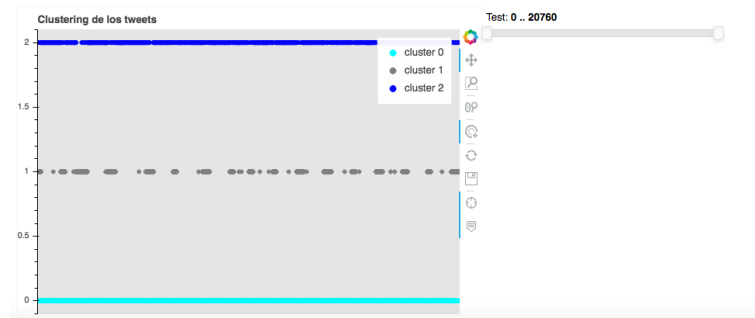 Clustering de los tweets
Test: 0 .. 20760
2
cluster 0
cluster 1
cluster 2
1.5
1
0.5
0